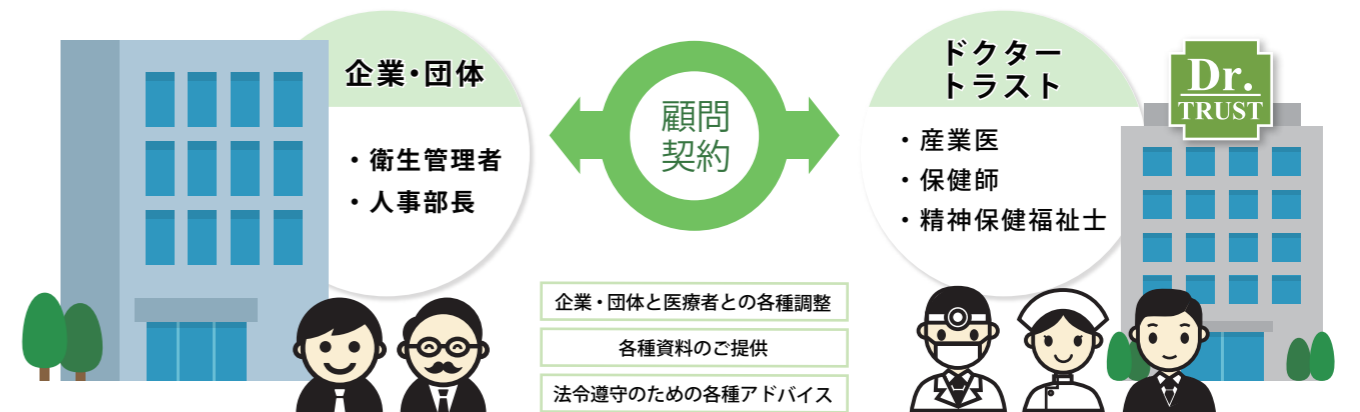 企業・団体
・衛生管理者
・人事部長
顧問
契約
企業・団体と医療者との各種調整
各種資料のご提供
法令遵守のための各種アドバイス
ドクター
トラスト
・産業医
・保健師
・精神保健福祉士
Dr.
TRUST